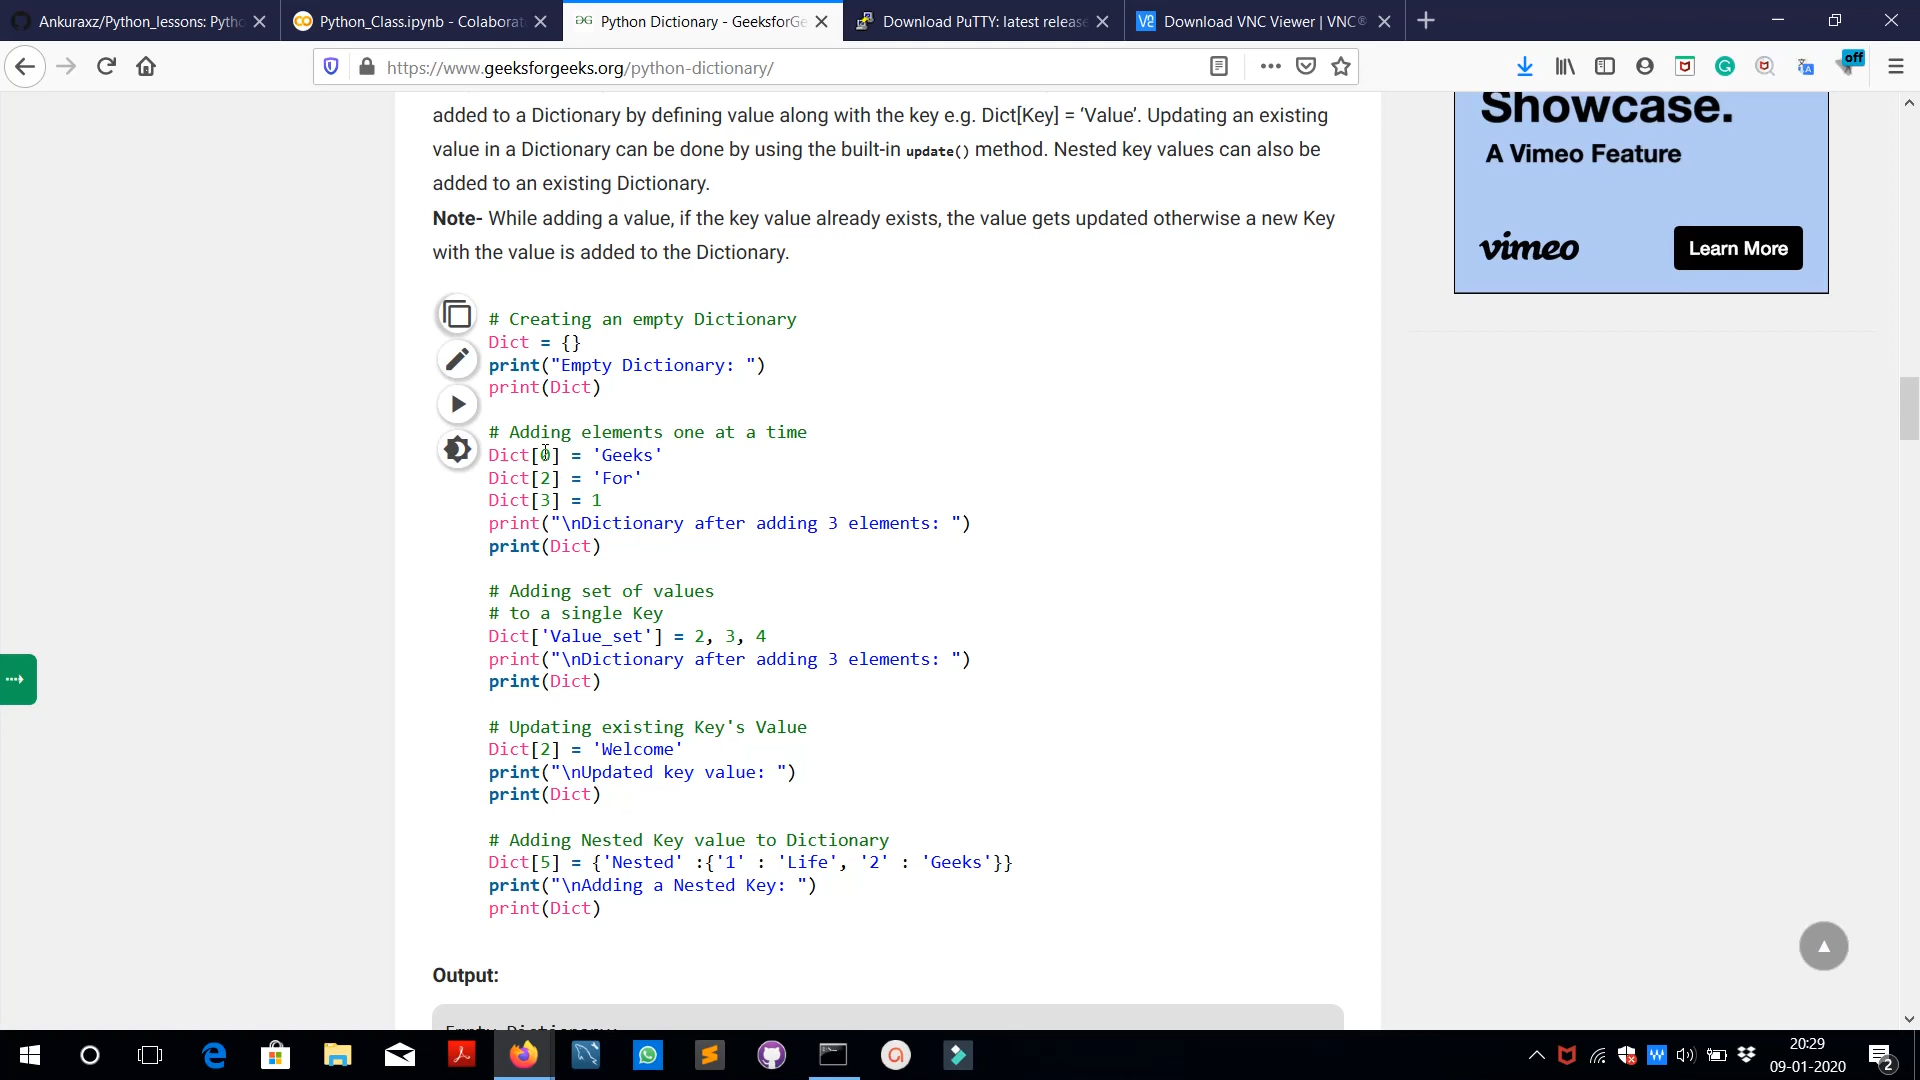 Ankuraxz/Python_lessons: Pytho
Python_Class.ipynb - Colaborat
Python Dictionary - GeeksforGe
Download PuTTY: latest release
Download VNC Viewer | VNC®
https://www.geeksforgeeks.org/python-dictionary/
off
added to a Dictionary by defining value along with the key e.g. Dict[Key] = ‘Value’. Updating an existing
value in a Dictionary can be done by using the built-in update() method. Nested key values can also be
added to an existing Dictionary.
Note- While adding a value, if the key value already exists, the value gets updated otherwise a new Key
with the value is added to the Dictionary.
Showcase.
A Vimeo Feature
vimeo
Learn More
# Creating an empty Dictionary
Dict = {}
print("Empty Dictionary: ")
print(Dict)
# Adding elements one at a time
Dict[0] = 'Geeks'
Dict[2] = 'For'
Dict[3] = 1
print("\nDictionary after adding 3 elements: ")
print(Dict)
# Adding set of values
# to a single Key
Dict['Value_set'] = 2, 3, 4
print("\nDictionary after adding 3 elements: ")
print(Dict)
# Updating existing Key's Value
Dict[2] = 'Welcome'
print("\nUpdated key value: ")
print(Dict)
# Adding Nested Key value to Dictionary
Dict[5] = {'Nested' :{'1' : 'Life', '2' : 'Geeks'}}
print("\nAdding a Nested Key: ")
print(Dict)
Output:
Empty Dictionary:
20:29
09-01-2020
2